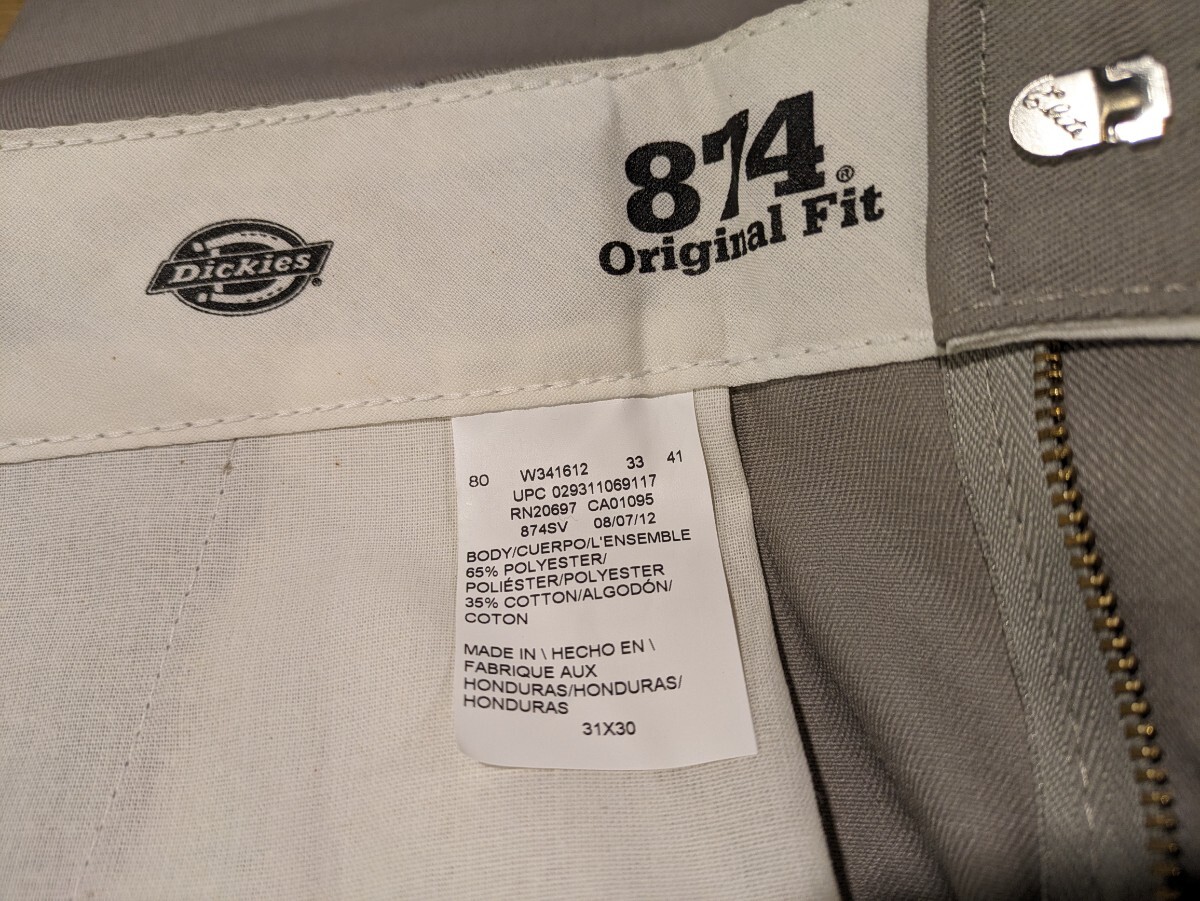 Dickies®
874®
Original Fit
80 W341612 33 41
UPC 029311069117
RN20697 CA01095
874SV 08/07/12
BODY/CUERPO/L'ENSEMBLE
65% POLYESTER/
POLIÉSTER/POLYESTER
35% COTTON/ALGODÓN/
COTON
MADE IN \ HECHO EN \
FABRIQUE AUX
HONDURAS/HONDURAS/
HONDURAS
31X30